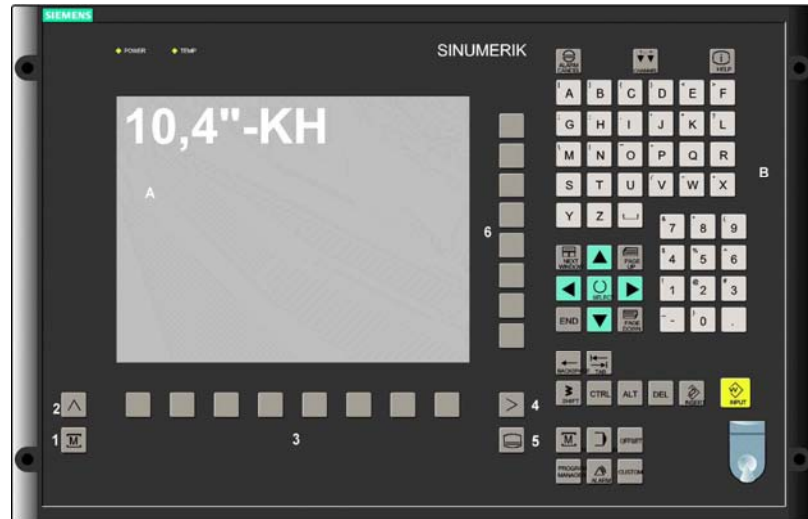 SIEMENS
POWER TEMP
SINUMERIK
ALARM CANCEL
CHANNEL
HELP
10,4"-KH
A
6
B
A B C D E F
G H I J K L
M N O P Q R
S T U V W X
Y Z
7 8 9
4 5 6
1 2 3
- 0 .
NEXT WINDOW
PAGE UP
SELECT
END
PAGE DOWN
BACKSPACE TAB
SHIFT CTRL ALT DEL INSERT INPUT
2
4
1 M
3
5
M OFFSET
PROGRAM MANAGER ALARM CUSTOM